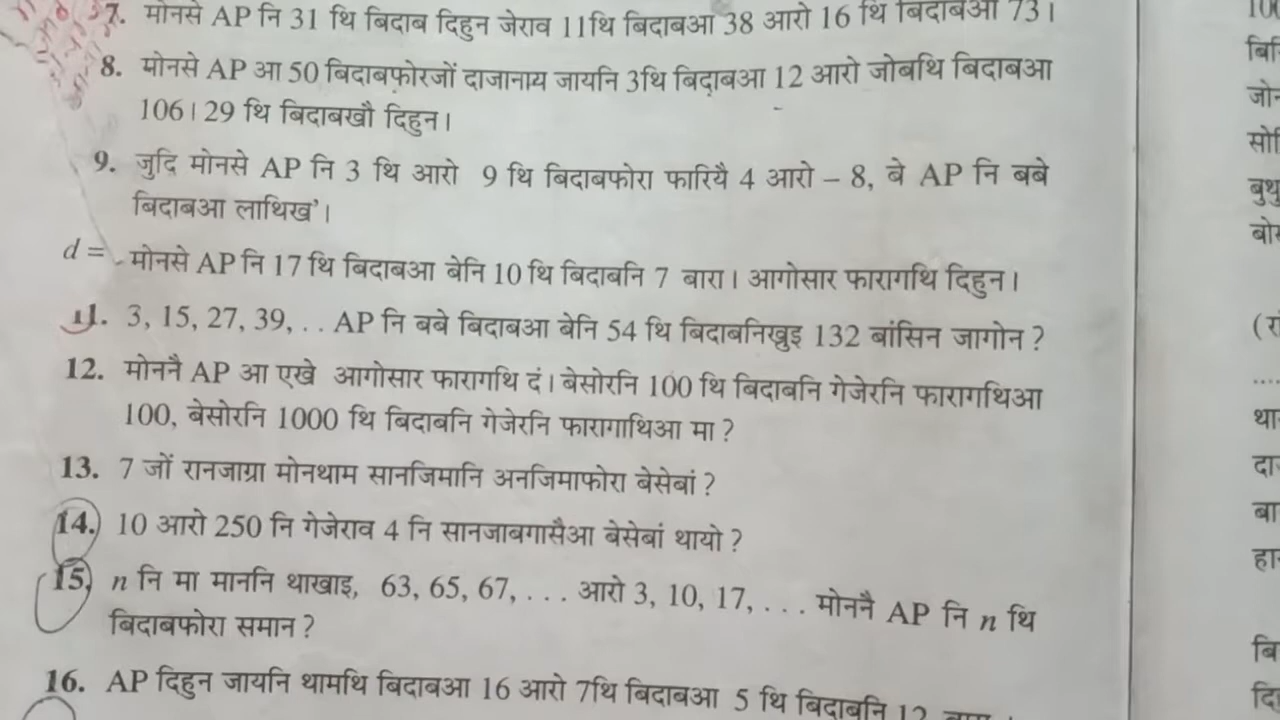 7. मोनसे AP नि 31 थि बिदाब दिहुन जेराव 11थि बिदाबआ 38 आरो 16 थि बिदाबआ 73।
8. मोनसे AP आ 50 बिदाबफोरजों दाजानाय जायनि 3थि बिदाबआ 12 आरो जोबथि बिदाबआ
106। 29 थि बिदाबखौ दिहुन।
9. जुदि मोनसे AP नि 3 थि आरो 9 थि बिदाबफोरा फारियै 4 आरो – 8, बे AP नि बबे
बिदाबआ लाथिख'।
d = मोनसे AP नि 17 थि बिदाबआ बेनि 10 थि बिदाबनि 7 बारा। आगोसार फारागथि दिहुन।
11. 3, 15, 27, 39, . . AP नि बबे बिदाबआ बेनि 54 थि बिदाबनिख्रुइ 132 बांसिन जागोन ?
12. मोननै AP आ एखे आगोसार फारागथि दं। बेसोरनि 100 थि बिदाबनि गेजेरनि फारागथिआ
100, बेसोरनि 1000 थि बिदाबनि गेजेरनि फारागाथिआ मा ?
13. 7 जों रानजाग्रा मोनथाम सानजिमानि अनजिमाफोरा बेसेबां ?
14. 10 आरो 250 नि गेजेराव 4 नि सानजाबगासैआ बेसेबां थायो ?
15. n नि मा माननि थाखाइ, 63, 65, 67, . . . आरो 3, 10, 17, . . . मोननै AP नि n थि
बिदाबफोरा समान ?
16. AP दिहुन जायनि थामथि बिदाबआ 16 आरो 7थि बिदाबआ 5 थि बिदाबनि 12
(स
....
था
दा
बा
हा
बि
दि